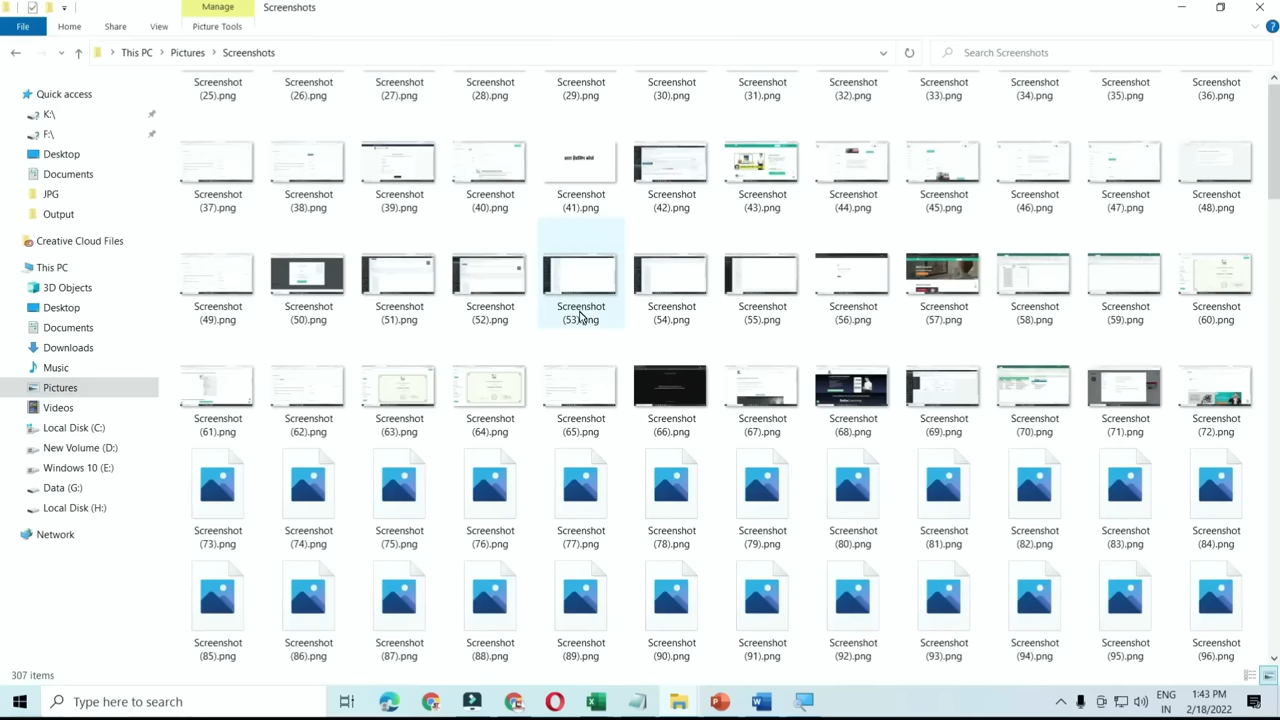 Manage
Screenshots
File
Home
Share
View
Picture Tools
This PC
Pictures
Screenshots
Search Screenshots
Quick access
K:\
F:\
Desktop
Documents
JPG
Output
Creative Cloud Files
This PC
3D Objects
Desktop
Documents
Downloads
Music
Pictures
Videos
Local Disk (C:)
New Volume (D:)
Windows 10 (E:)
Data (G:)
Local Disk (H:)
Network
Screenshot Screenshot Screenshot Screenshot Screenshot Screenshot Screenshot Screenshot Screenshot Screenshot Screenshot Screenshot
(25).png (26).png (27).png (28).png (29).png (30).png (31).png (32).png (33).png (34).png (35).png (36).png
Screenshot Screenshot Screenshot Screenshot Screenshot Screenshot Screenshot Screenshot Screenshot Screenshot Screenshot Screenshot
(37).png (38).png (39).png (40).png (41).png (42).png (43).png (44).png (45).png (46).png (47).png (48).png
Screenshot Screenshot Screenshot Screenshot Screenshot Screenshot Screenshot Screenshot Screenshot Screenshot Screenshot Screenshot
(49).png (50).png (51).png (52).png (53).png (54).png (55).png (56).png (57).png (58).png (59).png (60).png
Screenshot Screenshot Screenshot Screenshot Screenshot Screenshot Screenshot Screenshot Screenshot Screenshot Screenshot Screenshot
(61).png (62).png (63).png (64).png (65).png (66).png (67).png (68).png (69).png (70).png (71).png (72).png
Screenshot Screenshot Screenshot Screenshot Screenshot Screenshot Screenshot Screenshot Screenshot Screenshot Screenshot Screenshot
(73).png (74).png (75).png (76).png (77).png (78).png (79).png (80).png (81).png (82).png (83).png (84).png
Screenshot Screenshot Screenshot Screenshot Screenshot Screenshot Screenshot Screenshot Screenshot Screenshot Screenshot Screenshot
(85).png (86).png (87).png (88).png (89).png (90).png (91).png (92).png (93).png (94).png (95).png (96).png
307 items
Type here to search
ENG
IN
1:43 PM
2/18/2022